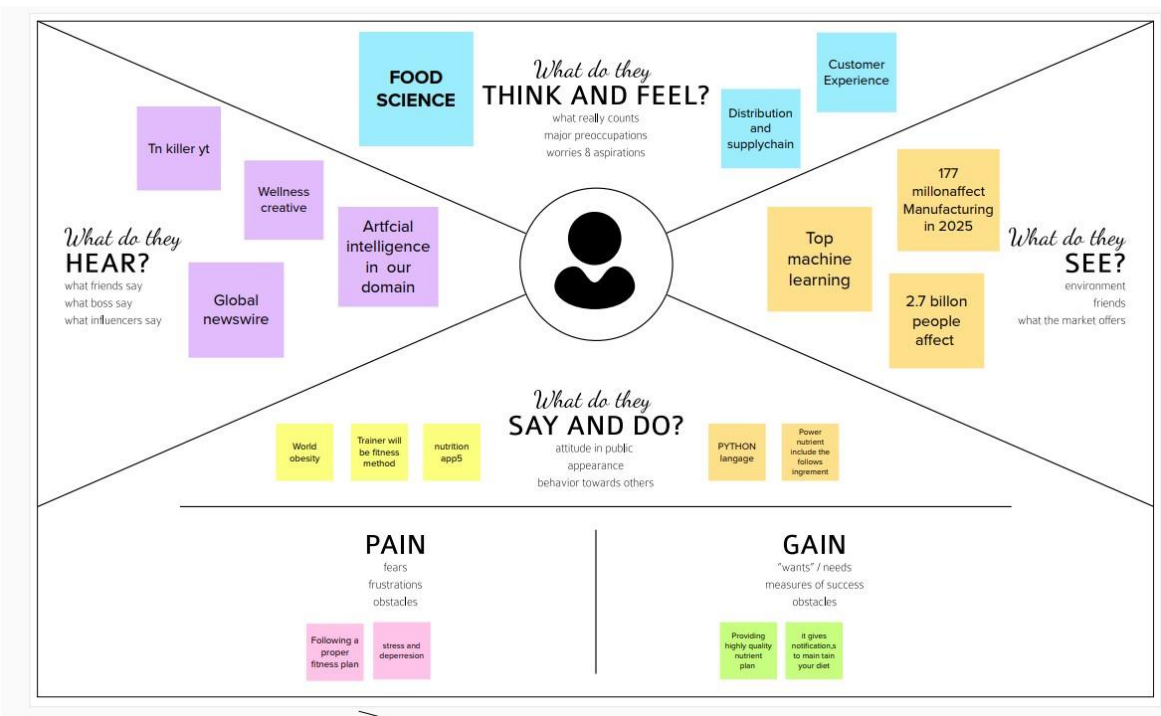 What do they
THINK AND FEEL?
what really counts
major preoccupations
worries & aspirations
FOOD
SCIENCE
Customer
Experience
Distribution
and
supplychain
What do they
HEAR?
what friends say
what boss say
what influencers say
Tn killer yt
Wellness
creative
Artfcial
intelligence
in our
domain
Global
newswire
What do they
SEE?
environment
friends
what the market offers
177
millonaffect
Manufacturing
in 2025
Top
machine
learning
2.7 billon
people
affect
What do they
SAY AND DO?
attitude in public
appearance
behavior towards others
World
obesity
Trainer will
be fitness
method
nutrition
app5
PYTHON
langage
Power
nutrient
include the
follows
ingrement
PAIN
fears
frustrations
obstacles
Following a
proper
fitness plan
stress and
deperresion
GAIN
"wants" / needs
measures of success
obstacles
Providing
highly quality
nutrient
plan
it gives
notification,s
to main tain
your diet